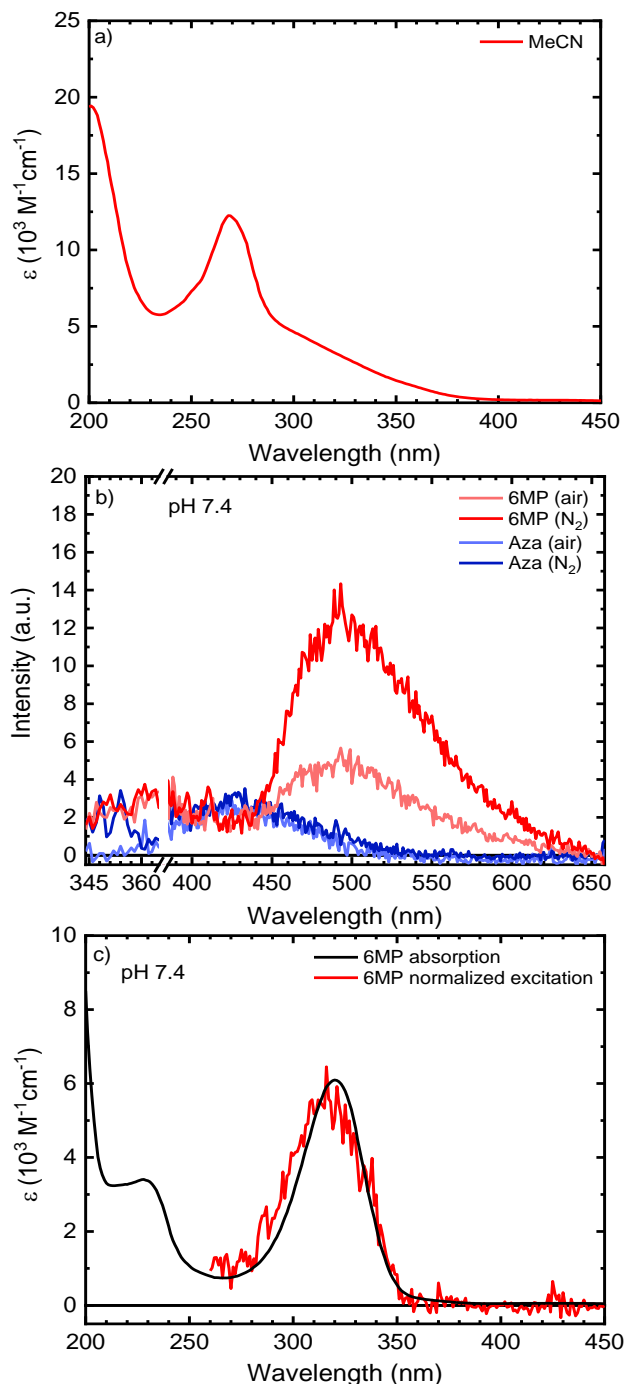 a)
MeCN
25
20
15
10
5
0
ε (10³ M⁻¹cm⁻¹)
200 250 300 350 400 450
Wavelength (nm)
b)
pH 7.4
6MP (air)
6MP (N₂)
Aza (air)
Aza (N₂)
20
18
16
14
12
10
8
6
4
2
0
Intensity (a.u.)
345 360 400 450 500 550 600 650
Wavelength (nm)
c)
pH 7.4
6MP absorption
6MP normalized excitation
10
8
6
4
2
0
ε (10³ M⁻¹cm⁻¹)
200 250 300 350 400 450
Wavelength (nm)